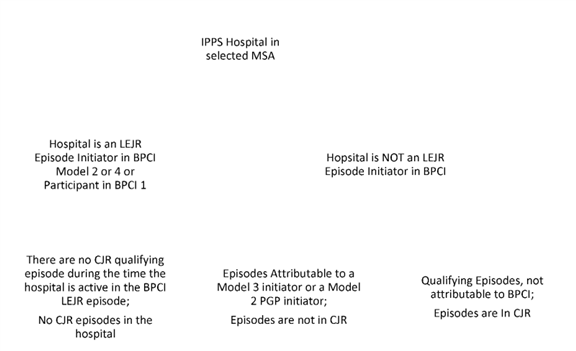 IPPS Hospital in
selected MSA
Hospital is an LEJR
Episode Initiator in BPCI
Model 2 or 4 or
Participant in BPCI 1
Hopsital is NOT an LEJR
Episode Initiator in BPCI
There are no CJR qualifying
episode during the time the
hospital is active in the BPCI
LEJR episode;
No CJR episodes in the
hospital
Episodes Attributable to a
Model 3 initiator or a Model
2 PGP initiator;
Episodes are not in CJR
Qualifying Episodes, not
attributable to BPCI;
Episodes are In CJR